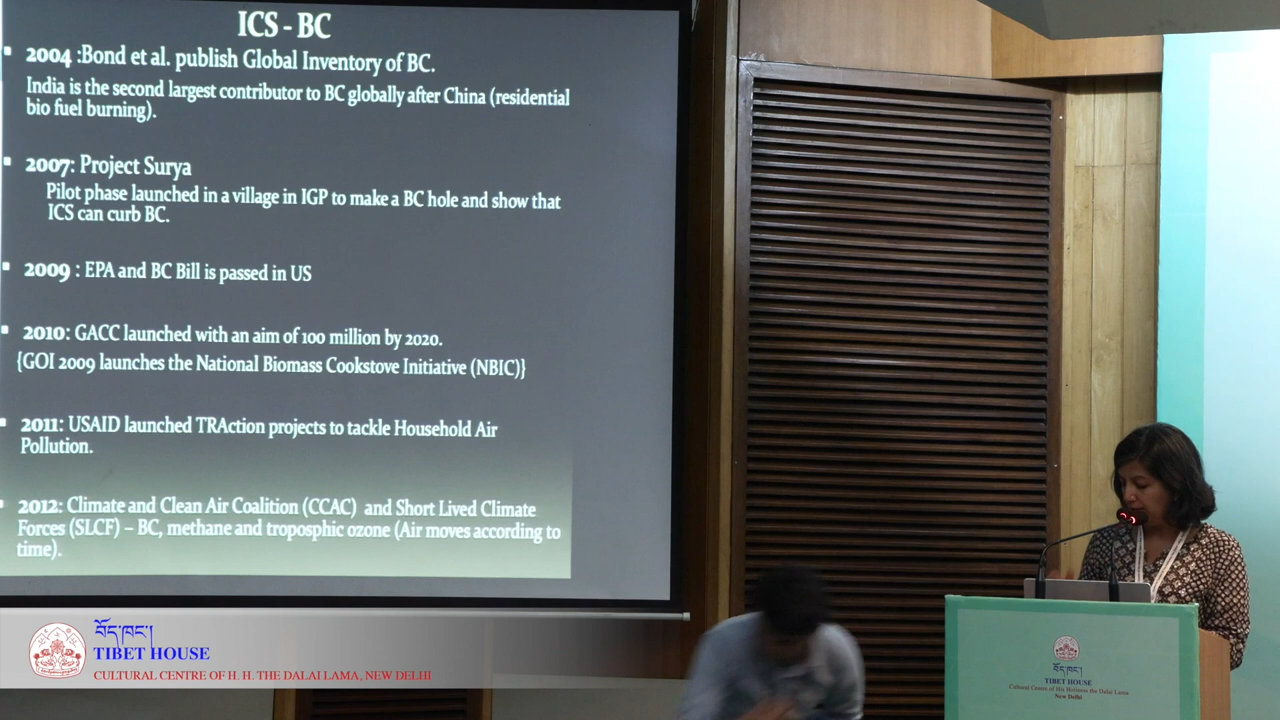 ICS - BC
▪ 2004 :Bond et al. publish Global Inventory of BC.
India is the second largest contributor to BC globally after China (residential
bio fuel burning).
▪ 2007: Project Surya
Pilot phase launched in a village in IGP to make a BC hole and show that
ICS can curb BC.
▪ 2009 : EPA and BC Bill is passed in US
▪ 2010: GACC launched with an aim of 100 million by 2020.
{GOI 2009 launches the National Biomass Cookstove Initiative (NBIC)}
▪ 2011: USAID launched TRAction projects to tackle Household Air
Pollution.
▪ 2012: Climate and Clean Air Coalition (CCAC) and Short Lived Climate
Forces (SLCF) – BC, methane and troposphic ozone (Air moves according to
time).
བོད་ཁང་།
TIBET HOUSE
CULTURAL CENTRE OF H. H. THE DALAI LAMA , NEW DELHI
བོད་ཁང་།
TIBET HOUSE
Cultural Centre of His Holiness the Dalai Lama
New Delhi